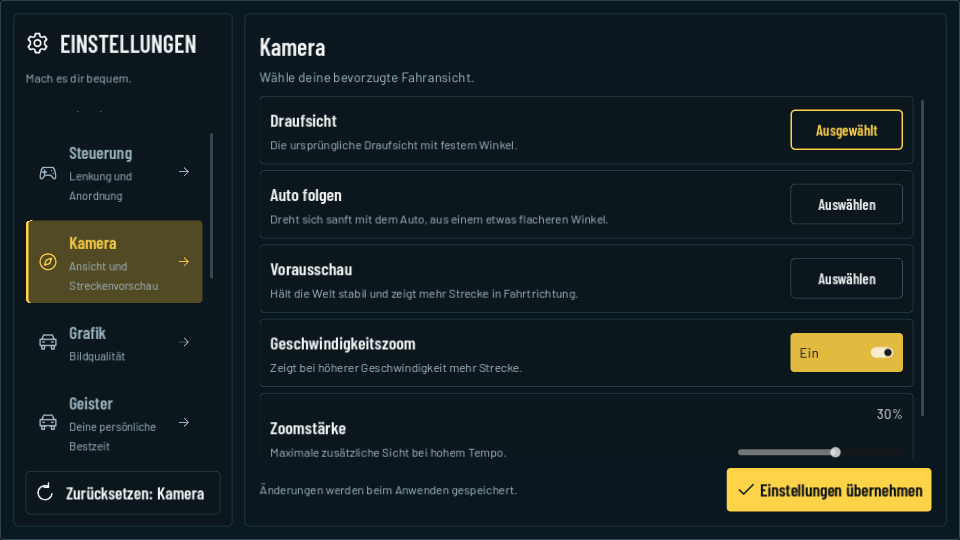 EINSTELLUNGEN
Mach es dir bequem.
Steuerung
Lenkung und
Anordnung
Kamera
Ansicht und
Streckenvorschau
Grafik
Bildqualität
Geister
Deine persönliche
Bestzeit
Zurücksetzen: Kamera
Kamera
Wähle deine bevorzugte Fahransicht.
Draufsicht
Die ursprüngliche Draufsicht mit festem Winkel.
Ausgewählt
Auto folgen
Dreht sich sanft mit dem Auto, aus einem etwas flacheren Winkel.
Auswählen
Vorausschau
Hält die Welt stabil und zeigt mehr Strecke in Fahrtrichtung.
Auswählen
Geschwindigkeitszoom
Zeigt bei höherer Geschwindigkeit mehr Strecke.
Ein
Zoomstärke
Maximale zusätzliche Sicht bei hohem Tempo.
30%
Änderungen werden beim Anwenden gespeichert.
Einstellungen übernehmen